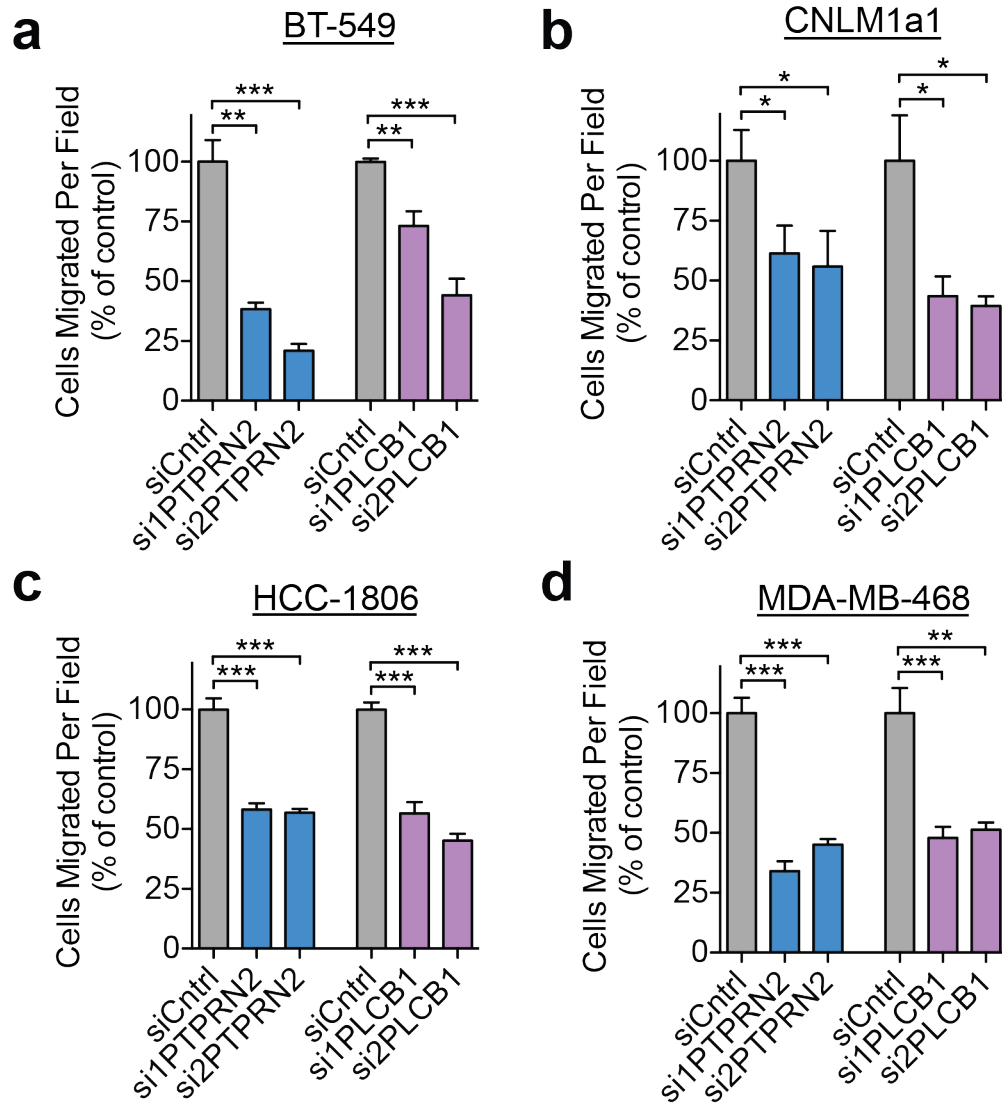 a
BT-549
Cells Migrated Per Field
(% of control)
100
75
50
25
0
***
**
***
**
siCntrl
si1PTPRN2
si2PTPRN2
siCntrl
si1PLCB1
si2PLCB1
b
CNLM1a1
Cells Migrated Per Field
(% of control)
100
75
50
25
0
*
*
*
*
siCntrl
si1PTPRN2
si2PTPRN2
siCntrl
si1PLCB1
si2PLCB1
c
HCC-1806
Cells Migrated Per Field
(% of control)
100
75
50
25
0
***
***
***
***
siCntrl
si1PTPRN2
si2PTPRN2
siCntrl
si1PLCB1
si2PLCB1
d
MDA-MB-468
Cells Migrated Per Field
(% of control)
100
75
50
25
0
***
***
**
***
siCntrl
si1PTPRN2
si2PTPRN2
siCntrl
si1PLCB1
si2PLCB1